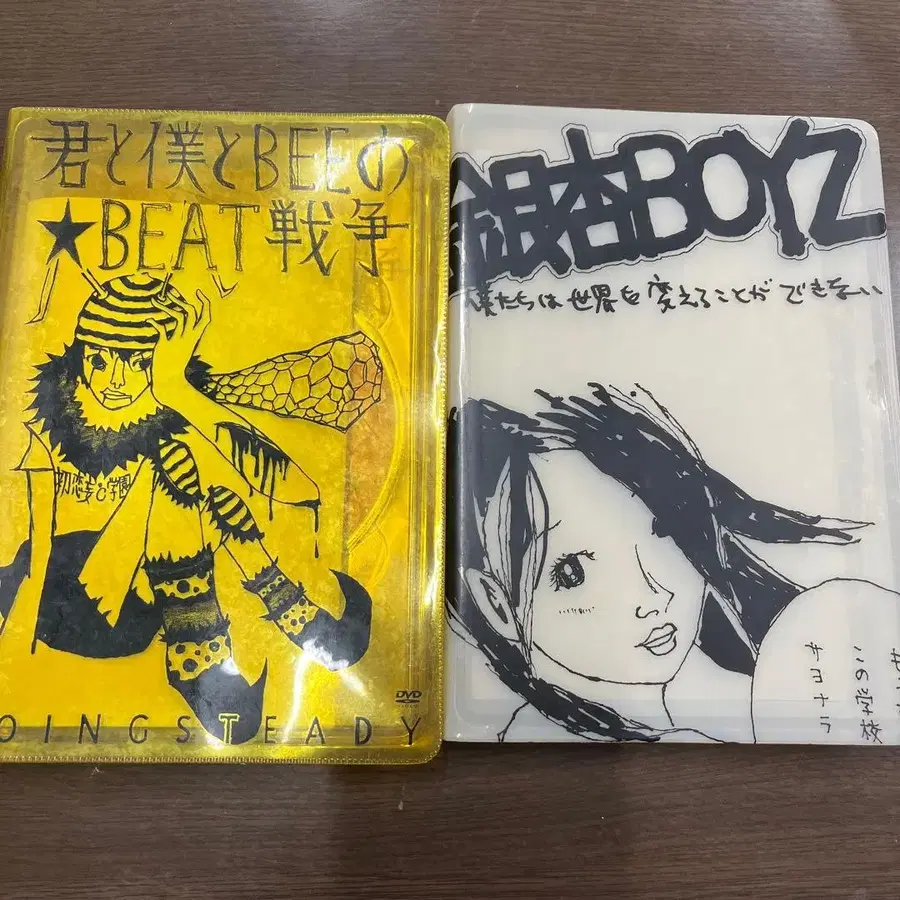 君と僕とBEEの
★BEAT戦争
DVD
VIDEO
OINGSTEADY
銀杏BOYZ
僕たちは世界を変えることができない
この学校
サヨナラ